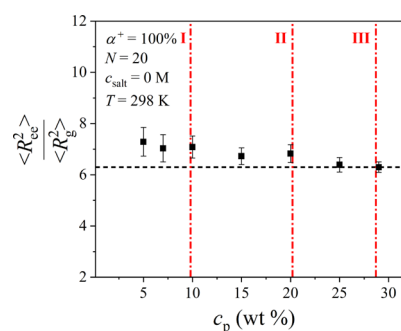 12
10
8
6
4
2
α⁺ = 100%
N = 20
c_salt = 0 M
T = 298 K
I
II
III
<R²_ee>
<R²_g>
5
10
15
20
25
30
c_p (wt %)